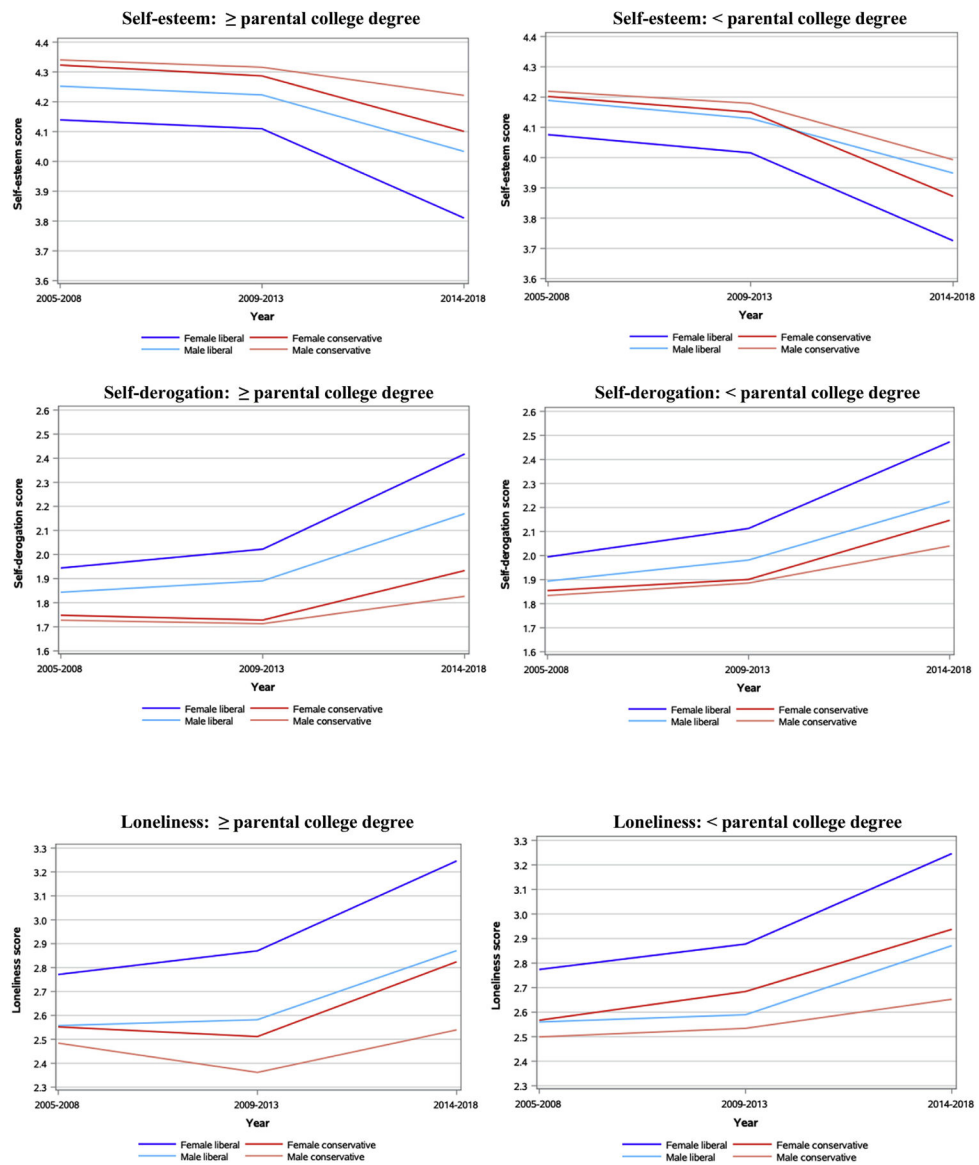 Self-esteem: ≥ parental college degree
4.4
4.3
4.2
4.1
4.0
3.9
3.8
3.7
3.6
Self-esteem score
2005-2008 2009-2013 2014-2018
Year
Female liberal Female conservative
Male liberal Male conservative
Self-esteem: < parental college degree
4.4
4.3
4.2
4.1
4.0
3.9
3.8
3.7
3.6
Self-esteem score
2005-2008 2009-2013 2014-2018
Year
Female liberal Female conservative
Male liberal Male conservative
Self-derogation: ≥ parental college degree
2.6
2.5
2.4
2.3
2.2
2.1
2.0
1.9
1.8
1.7
1.6
Self-derogation score
2005-2008 2009-2013 2014-2018
Year
Female liberal Female conservative
Male liberal Male conservative
Self-derogation: < parental college degree
2.6
2.5
2.4
2.3
2.2
2.1
2.0
1.9
1.8
1.7
1.6
Self-derogation score
2005-2008 2009-2013 2014-2018
Year
Female liberal Female conservative
Male liberal Male conservative
Loneliness: ≥ parental college degree
3.3
3.2
3.1
3.0
2.9
2.8
2.7
2.6
2.5
2.4
2.3
Loneliness score
2005-2008 2009-2013 2014-2018
Year
Female liberal Female conservative
Male liberal Male conservative
Loneliness: < parental college degree
3.3
3.2
3.1
3.0
2.9
2.8
2.7
2.6
2.5
2.4
2.3
Loneliness score
2005-2008 2009-2013 2014-2018
Year
Female liberal Female conservative
Male liberal Male conservative